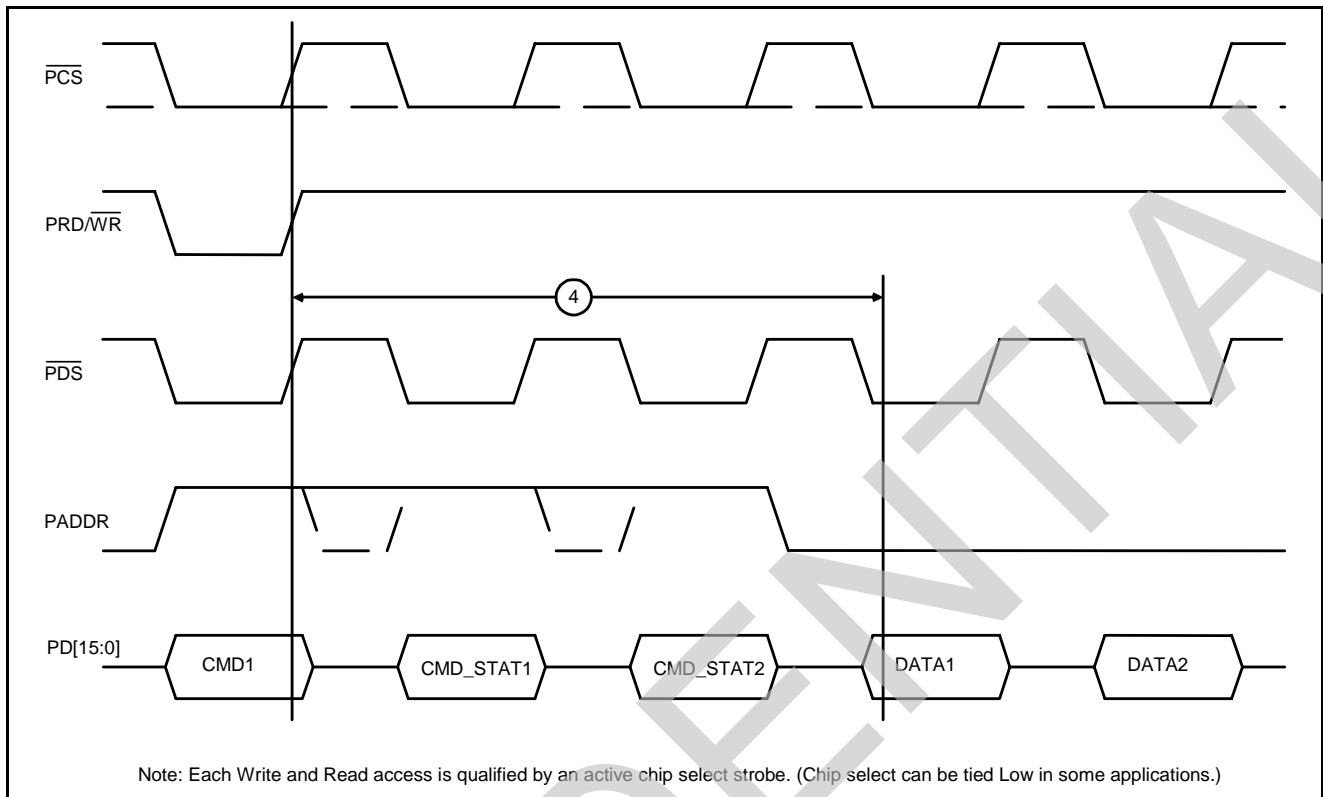 PCS
PRD/WR
4
PDS
PADDR
PD[15:0]
CMD1
CMD_STAT1
CMD_STAT2
DATA1
DATA2
Note: Each Write and Read access is qualified by an active chip select strobe. (Chip select can be tied Low in some applications.)
ENTIAL